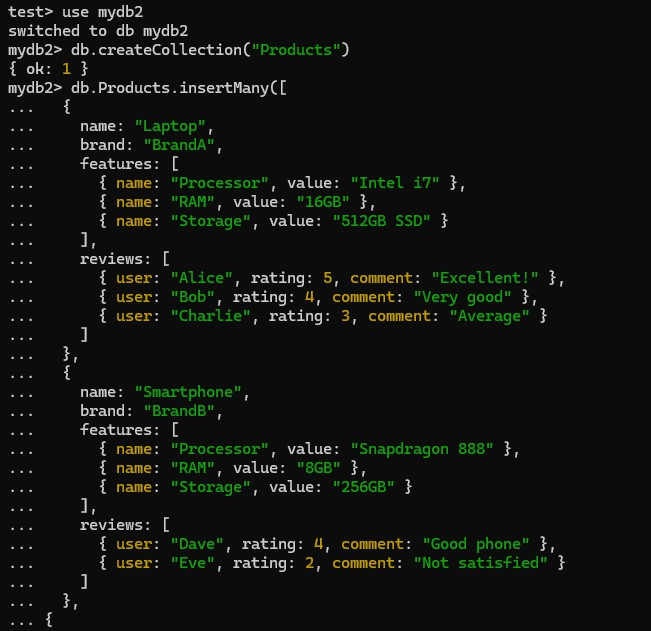 test> use mydb2
switched to db mydb2
mydb2> db.createCollection("Products")
{ ok: 1 }
mydb2> db.Products.insertMany([
...   {
...     name: "Laptop",
...     brand: "BrandA",
...     features: [
...       { name: "Processor", value: "Intel i7" },
...       { name: "RAM", value: "16GB" },
...       { name: "Storage", value: "512GB SSD" }
...     ],
...     reviews: [
...       { user: "Alice", rating: 5, comment: "Excellent!" },
...       { user: "Bob", rating: 4, comment: "Very good" },
...       { user: "Charlie", rating: 3, comment: "Average" }
...     ]
...   },
...   {
...     name: "Smartphone",
...     brand: "BrandB",
...     features: [
...       { name: "Processor", value: "Snapdragon 888" },
...       { name: "RAM", value: "8GB" },
...       { name: "Storage", value: "256GB" }
...     ],
...     reviews: [
...       { user: "Dave", rating: 4, comment: "Good phone" },
...       { user: "Eve", rating: 2, comment: "Not satisfied" }
...     ]
...   },
... {